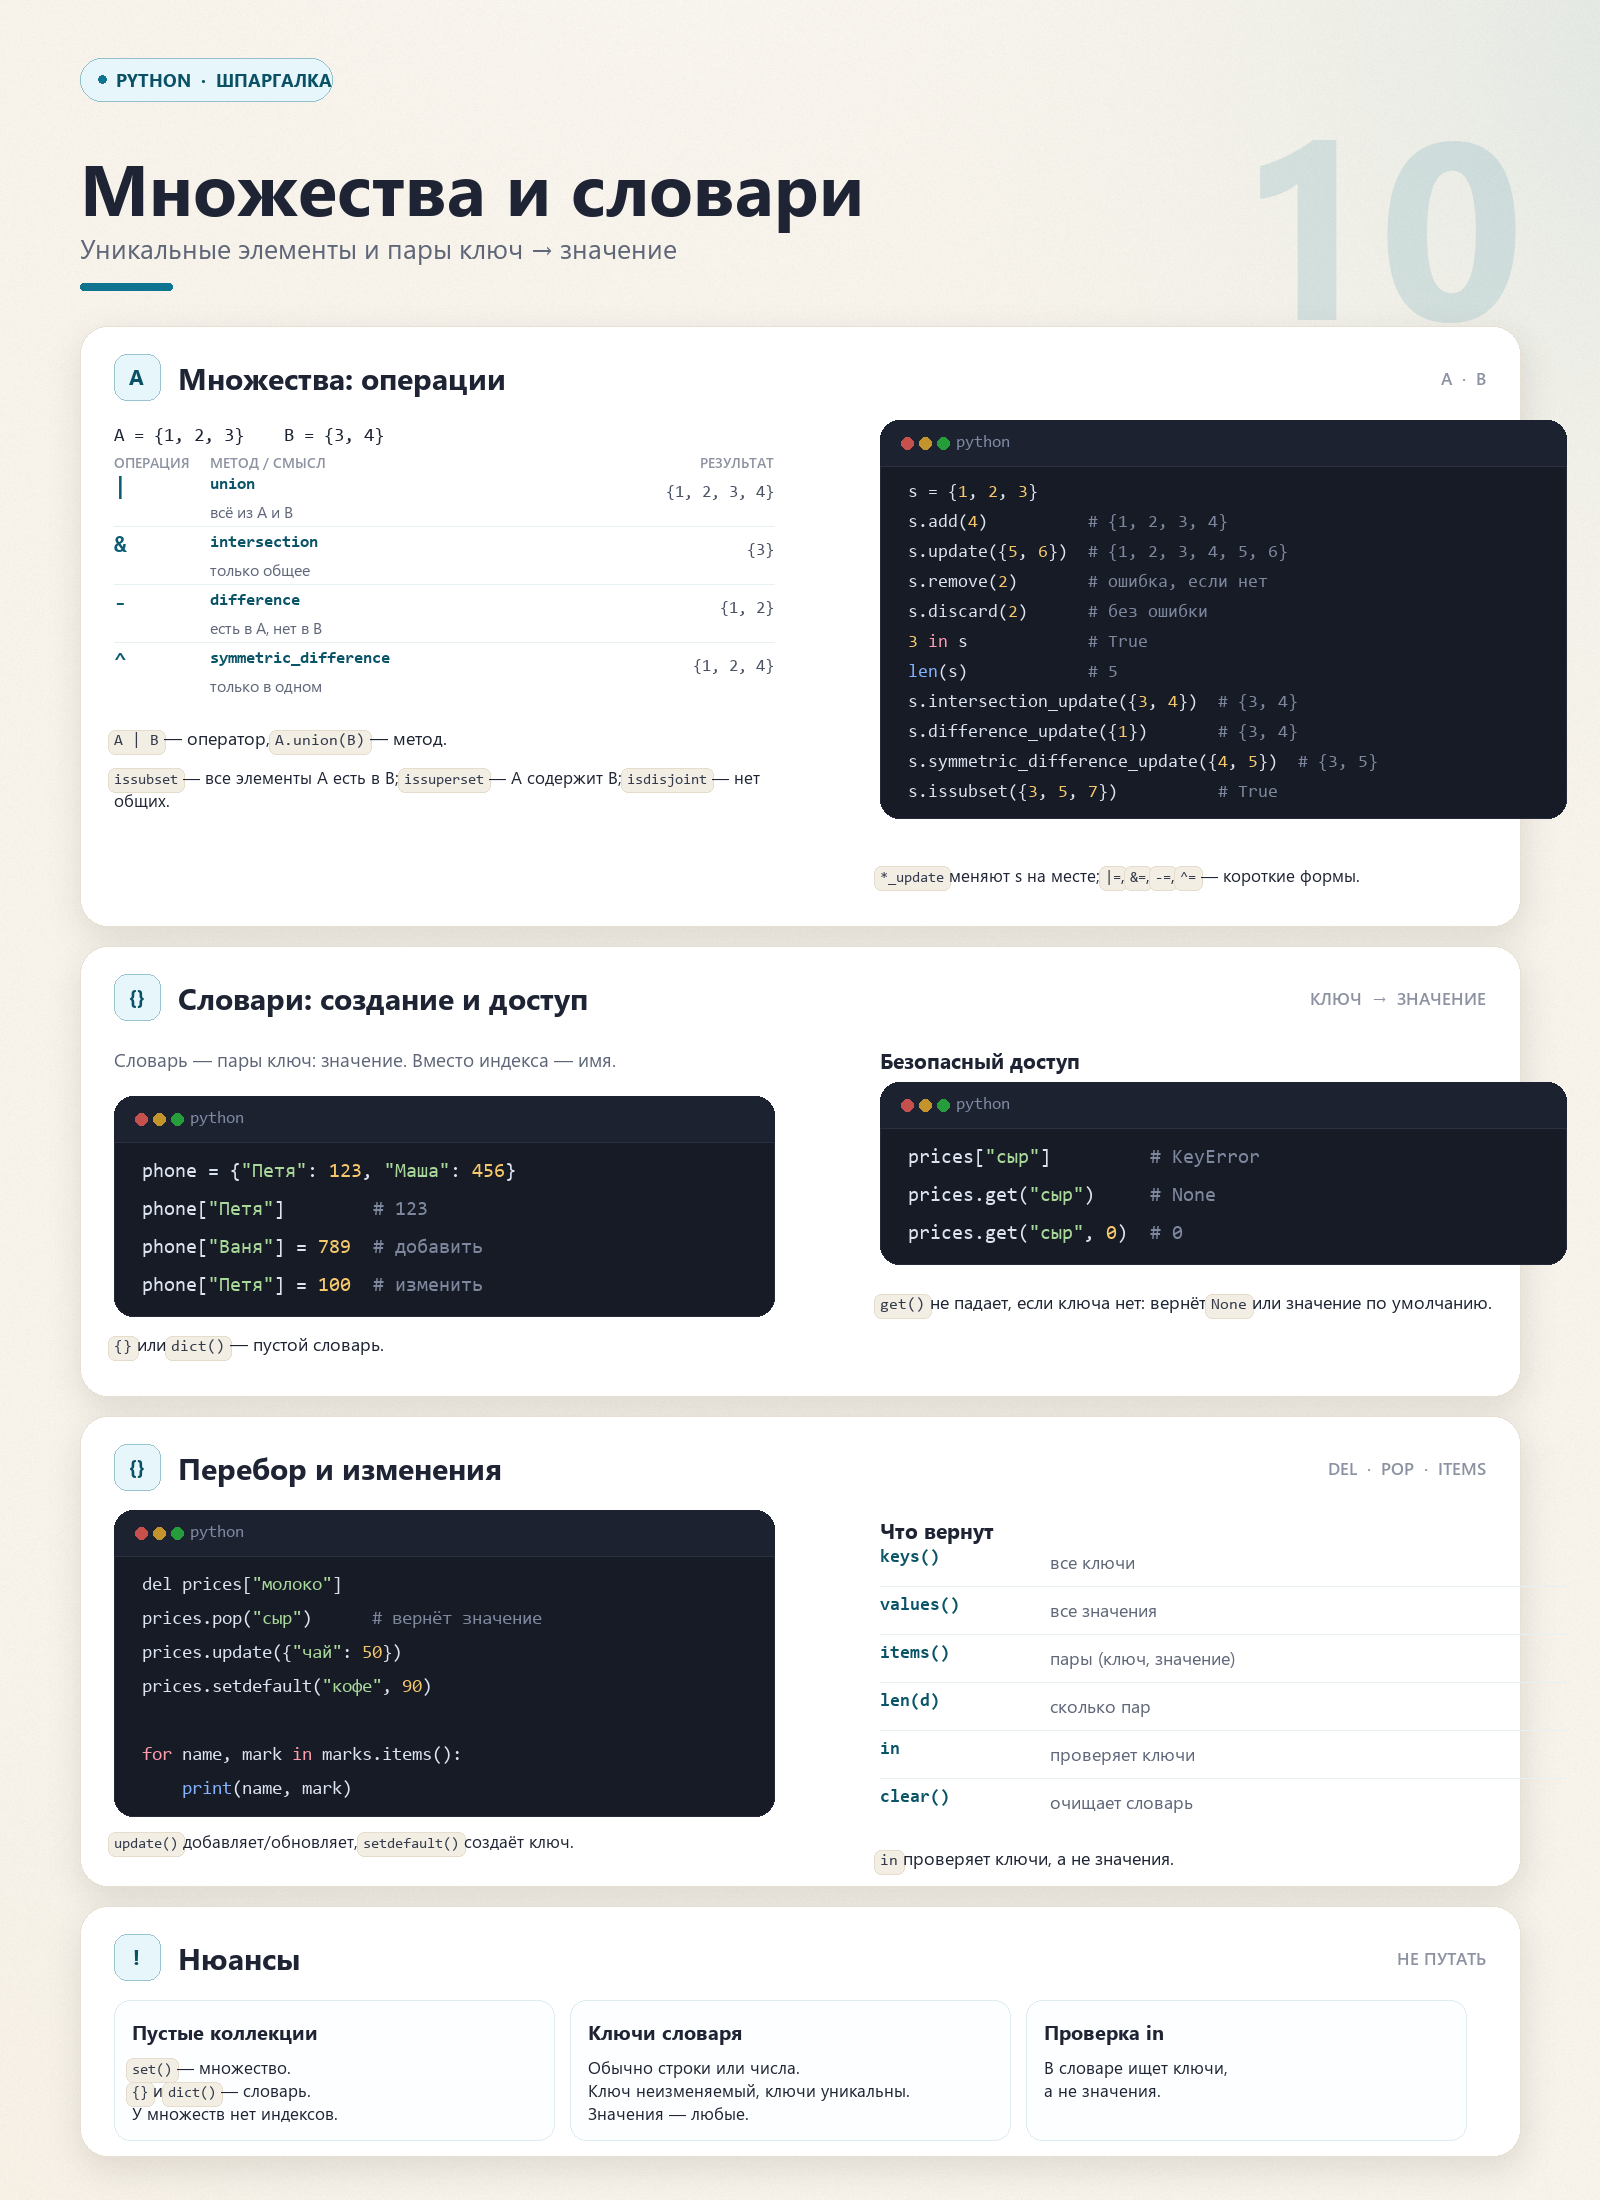 PYTHON · ШПАРГАЛКА
10
Множества и словари
Уникальные элементы и пары ключ → значение
A
Множества: операции
A · B
A = {1, 2, 3}    B = {3, 4}
ОПЕРАЦИЯ МЕТОД / СМЫСЛ РЕЗУЛЬТАТ
| union {1, 2, 3, 4}
всё из A и B
& intersection {3}
только общее
- difference {1, 2}
есть в A, нет в B
^ symmetric_difference {1, 2, 4}
только в одном
A | B — оператор, A.union(B) — метод.
issubset — все элементы A есть в B; issuperset — A содержит B; isdisjoint — нет
общих.
python
s = {1, 2, 3}
s.add(4)          # {1, 2, 3, 4}
s.update({5, 6})  # {1, 2, 3, 4, 5, 6}
s.remove(2)       # ошибка, если нет
s.discard(2)      # без ошибки
3 in s            # True
len(s)            # 5
s.intersection_update({3, 4})  # {3, 4}
s.difference_update({1})       # {3, 4}
s.symmetric_difference_update({4, 5})  # {3, 5}
s.issubset({3, 5, 7})          # True
*_update меняют s на месте; |=, &=, -=, ^= — короткие формы.
{}
Словари: создание и доступ
КЛЮЧ → ЗНАЧЕНИЕ
Словарь — пары ключ: значение. Вместо индекса — имя.
python
phone = {"Петя": 123, "Маша": 456}
phone["Петя"]        # 123
phone["Ваня"] = 789  # добавить
phone["Петя"] = 100  # изменить
{} или dict() — пустой словарь.
Безопасный доступ
python
prices["сыр"]         # KeyError
prices.get("сыр")     # None
prices.get("сыр", 0)  # 0
get() не падает, если ключа нет: вернёт None или значение по умолчанию.
{}
Перебор и изменения
DEL · POP · ITEMS
python
del prices["молоко"]
prices.pop("сыр")      # вернёт значение
prices.update({"чай": 50})
prices.setdefault("кофе", 90)
for name, mark in marks.items():
    print(name, mark)
update() добавляет/обновляет, setdefault() создаёт ключ.
Что вернут
keys() все ключи
values() все значения
items() пары (ключ, значение)
len(d) сколько пар
in проверяет ключи
clear() очищает словарь
in проверяет ключи, а не значения.
!
Нюансы
НЕ ПУТАТЬ
Пустые коллекции
set() — множество.
{} и dict() — словарь.
У множеств нет индексов.
Ключи словаря
Обычно строки или числа.
Ключ неизменяемый, ключи уникальны.
Значения — любые.
Проверка in
В словаре ищет ключи,
а не значения.